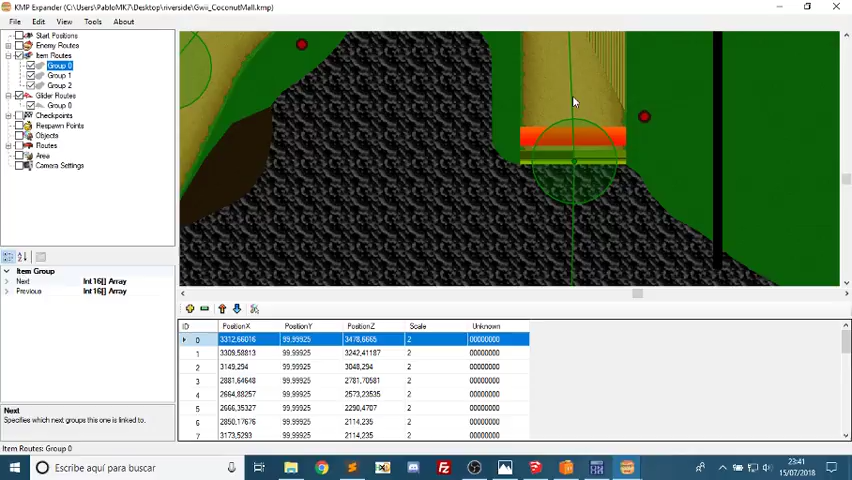 KMP Expander (C:\Users\PabloMK7\Desktop\riverside\Gwii_CoconutMall.kmp)
File Edit View Tools About
Start Positions
Enemy Routes
Item Routes
Group 0
Group 1
Group 2
Glider Routes
Group 0
Checkpoints
Respawn Points
Objects
Routes
Area
Camera Settings
Item Group
Next Int16[] Array
Previous Int16[] Array
Next
Specifies which next groups this one is linked to.
ID PositionX PositionY PositionZ Scale Unknown
0 3312,66016 99,99925 3478,6665 2 00000000
1 3309,58813 99,99925 3242,41187 2 00000000
2 3149,294 99,99925 3048,294 2 00000000
3 2881,64648 99,99925 2781,70581 2 00000000
4 2664,88257 99,99925 2573,23535 2 00000000
5 2666,35327 99,99925 2290,4707 2 00000000
6 2850,17676 99,99925 2114,235 2 00000000
7 3173,5293 99,99925 2114,235 2 00000000
Item Routes: Group 0
Escribe aquí para buscar
23:41
15/07/2018